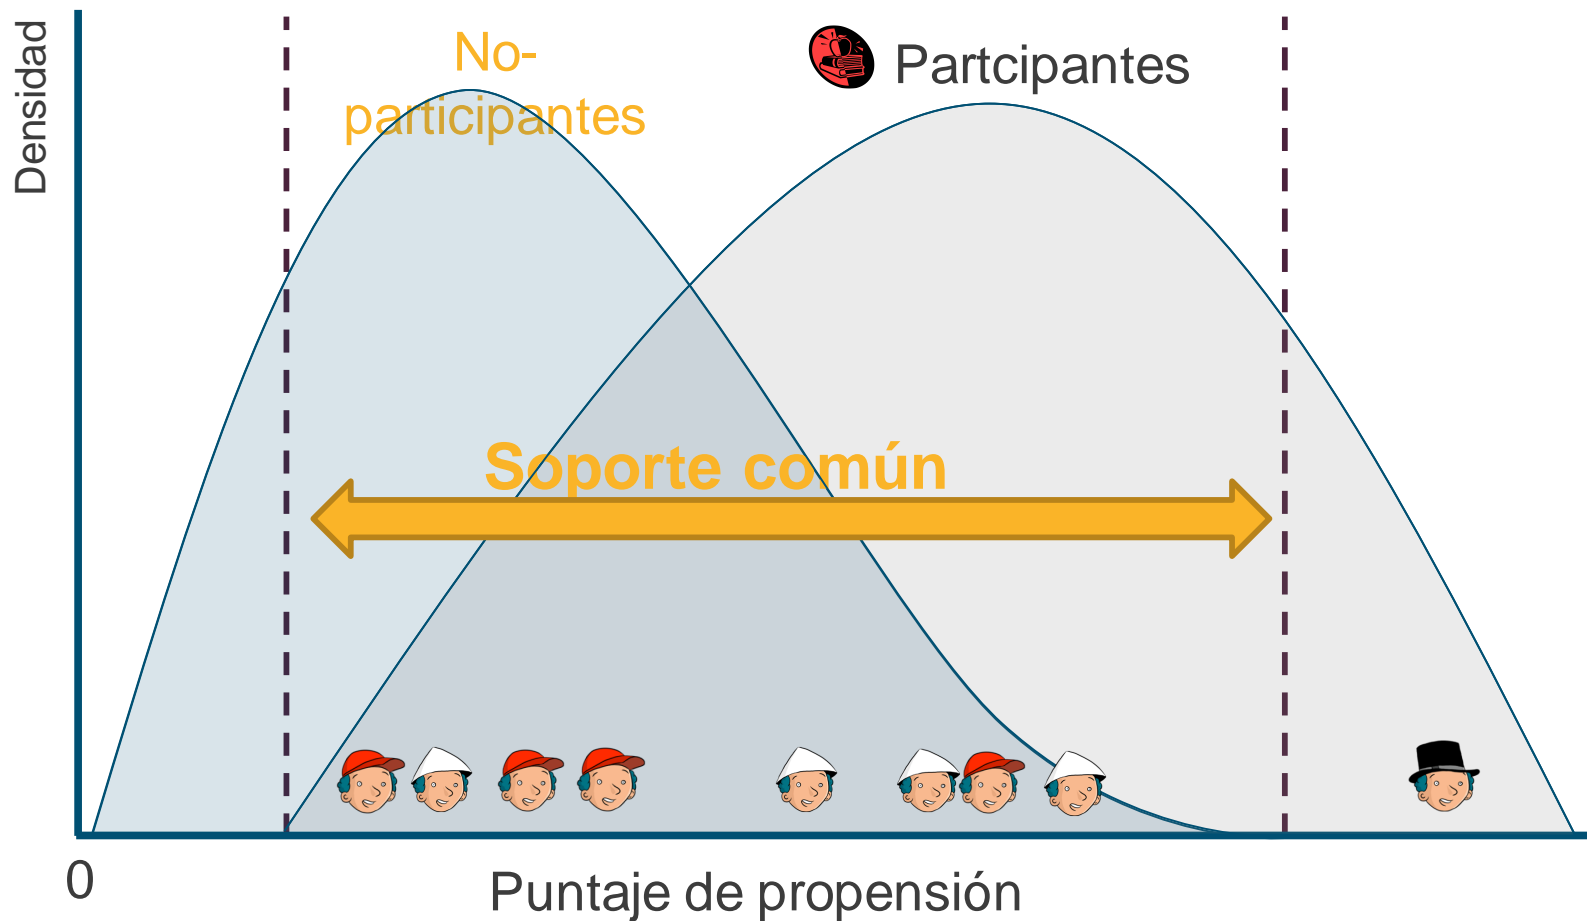 Densidad
No-
participantes
Partcipantes
Soporte común
0
Puntaje de propensión